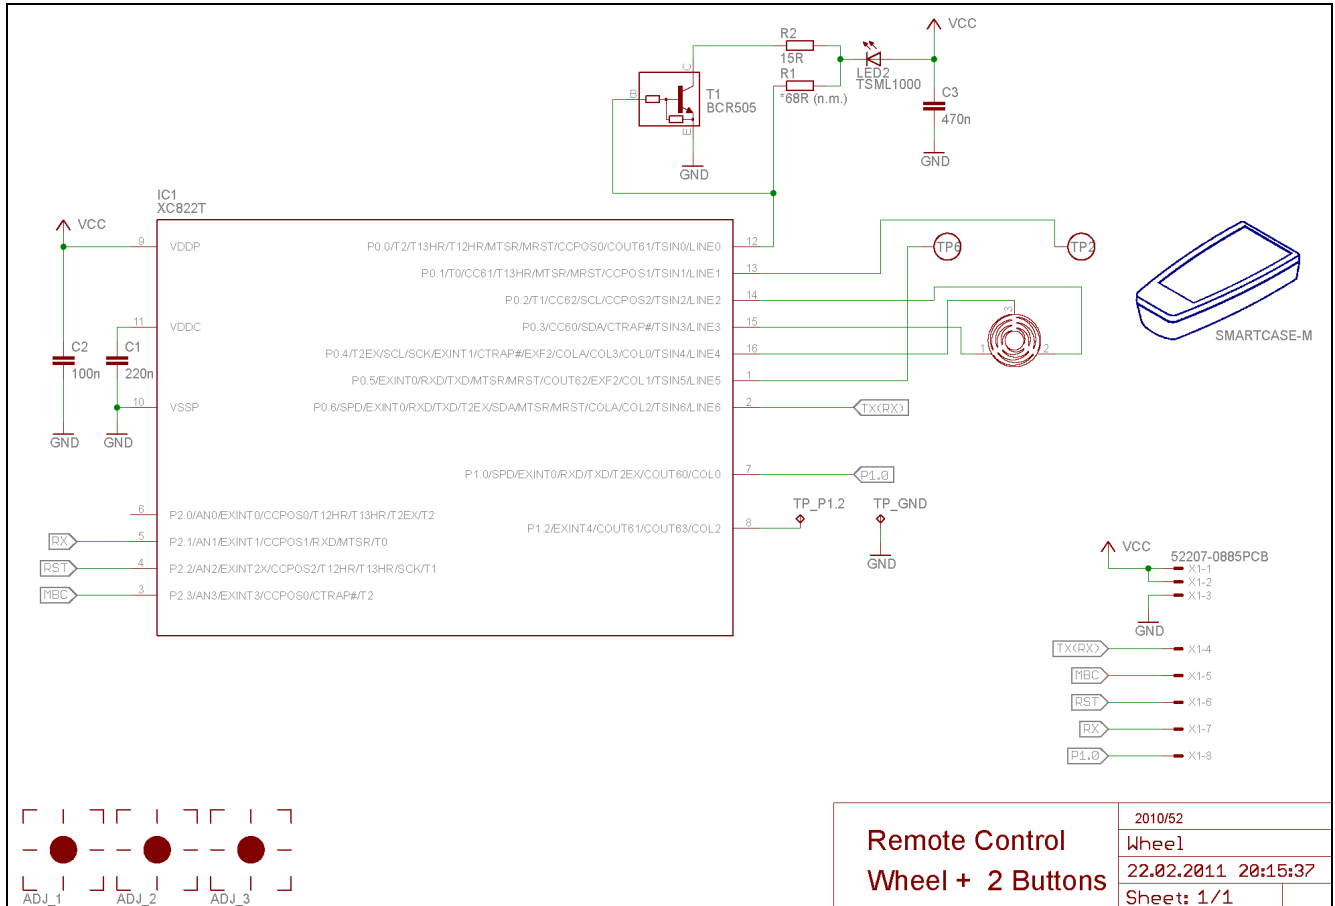 VCC
R2
15R
LED2
TSML1000
R1
*68R (n.m.)
C
B
E
T1
BCR505
GND
C3
470n
GND
IC1
XC822T
VCC
9 VDDP
11 VDDC
10 VSSP
C2
100n
C1
220n
GND
GND
P0.0/T2/T13HR/T12HR/MTSR/MRST/CCPOS0/COUT61/TSIN0/LINE0 12
P0.1/T0/CC61/T13HR/MTSR/MRST/CCPOS1/TSIN1/LINE1 13
P0.2/T1/CC62/SCL/CCPOS2/TSIN2/LINE2 14
P0.3/CC60/SDA/CTRAP#/TSIN3/LINE3 15
P0.4/T2EX/SCL/SCK/EXINT1/CTRAP#/EXF2/COLA/COL3/COL0/TSIN4/LINE4 16
P0.5/EXINT0/RXD/TXD/MTSR/MRST/COUT62/EXF2/COL1/TSIN5/LINE5 1
P0.6/SPD/EXINT0/RXD/TXD/T2EX/SDA/MTSR/MRST/COLA/COL2/TSIN6/LINE6 2
TX(RX)
P1.0/SPD/EXINT0/RXD/TXD/T2EX/COUT60/COL0 7
P1.0
P1.2/EXINT4/COUT61/COUT63/COL2 8
TP_P1.2
TP_GND
GND
TP6
TP2
3
1
2
SMARTCASE-M
6 P2.0/AN0/EXINT0/CCPOS0/T12HR/T13HR/T2EX/T2
RX 5 P2.1/AN1/EXINT1/CCPOS1/RXD/MTSR/T0
RST 4 P2.2/AN2/EXINT2X/CCPOS2/T12HR/T13HR/SCK/T1
MBC 3 P2.3/AN3/EXINT3/CCPOS0/CTRAP#/T2
VCC
52207-0885PCB
X1-1
X1-2
X1-3
GND
TX(RX) X1-4
MBC X1-5
RST X1-6
RX X1-7
P1.0 X1-8
ADJ_1
ADJ_2
ADJ_3
Remote Control
Wheel + 2 Buttons
2010/52
Wheel
22.02.2011 20:15:37
Sheet: 1/1